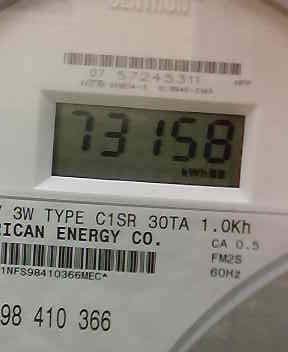 07 57245311
73158
kWh
3W TYPE C1SR 30TA 1.0Kh
RICAN ENERGY CO.
CA 0.5
FM2S
60Hz
1NFS98410366MEC*
98 410 366